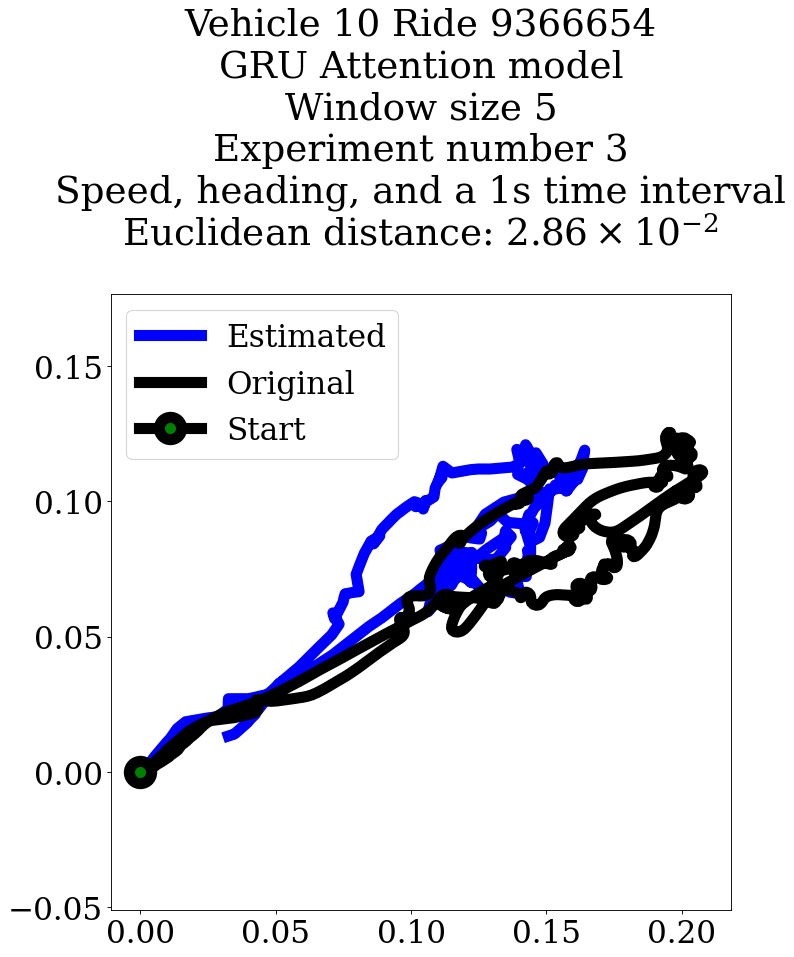 Vehicle 10 Ride 9366654
GRU Attention model
Window size 5
Experiment number 3
Speed, heading, and a 1s time interval
Euclidean distance: 2.86 × 10⁻²
Estimated
Original
Start
0.15
0.10
0.05
0.00
−0.05
0.00 0.05 0.10 0.15 0.20